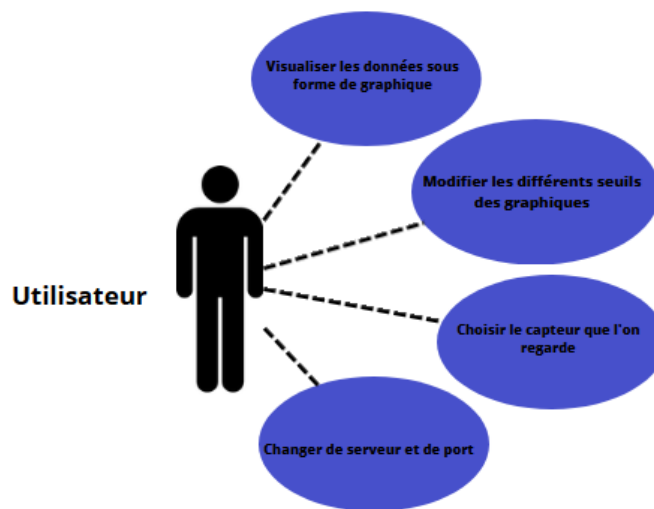 Visualiser les données sous
forme de graphique
Modifier les différents seuils
des graphiques
Utilisateur
Choisir le capteur que l'on
regarde
Changer de serveur et de port